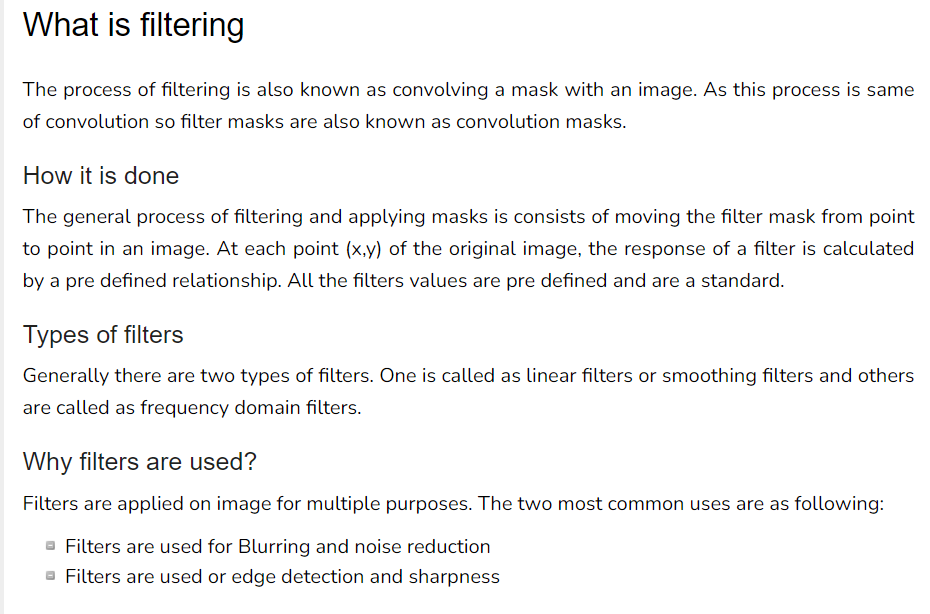 What is filtering
The process of filtering is also known as convolving a mask with an image. As this process is same
of convolution so filter masks are also known as convolution masks.
How it is done
The general process of filtering and applying masks is consists of moving the filter mask from point
to point in an image. At each point (x,y) of the original image, the response of a filter is calculated
by a pre defined relationship. All the filters values are pre defined and are a standard.
Types of filters
Generally there are two types of filters. One is called as linear filters or smoothing filters and others
are called as frequency domain filters.
Why filters are used?
Filters are applied on image for multiple purposes. The two most common uses are as following:
Filters are used for Blurring and noise reduction
Filters are used or edge detection and sharpness